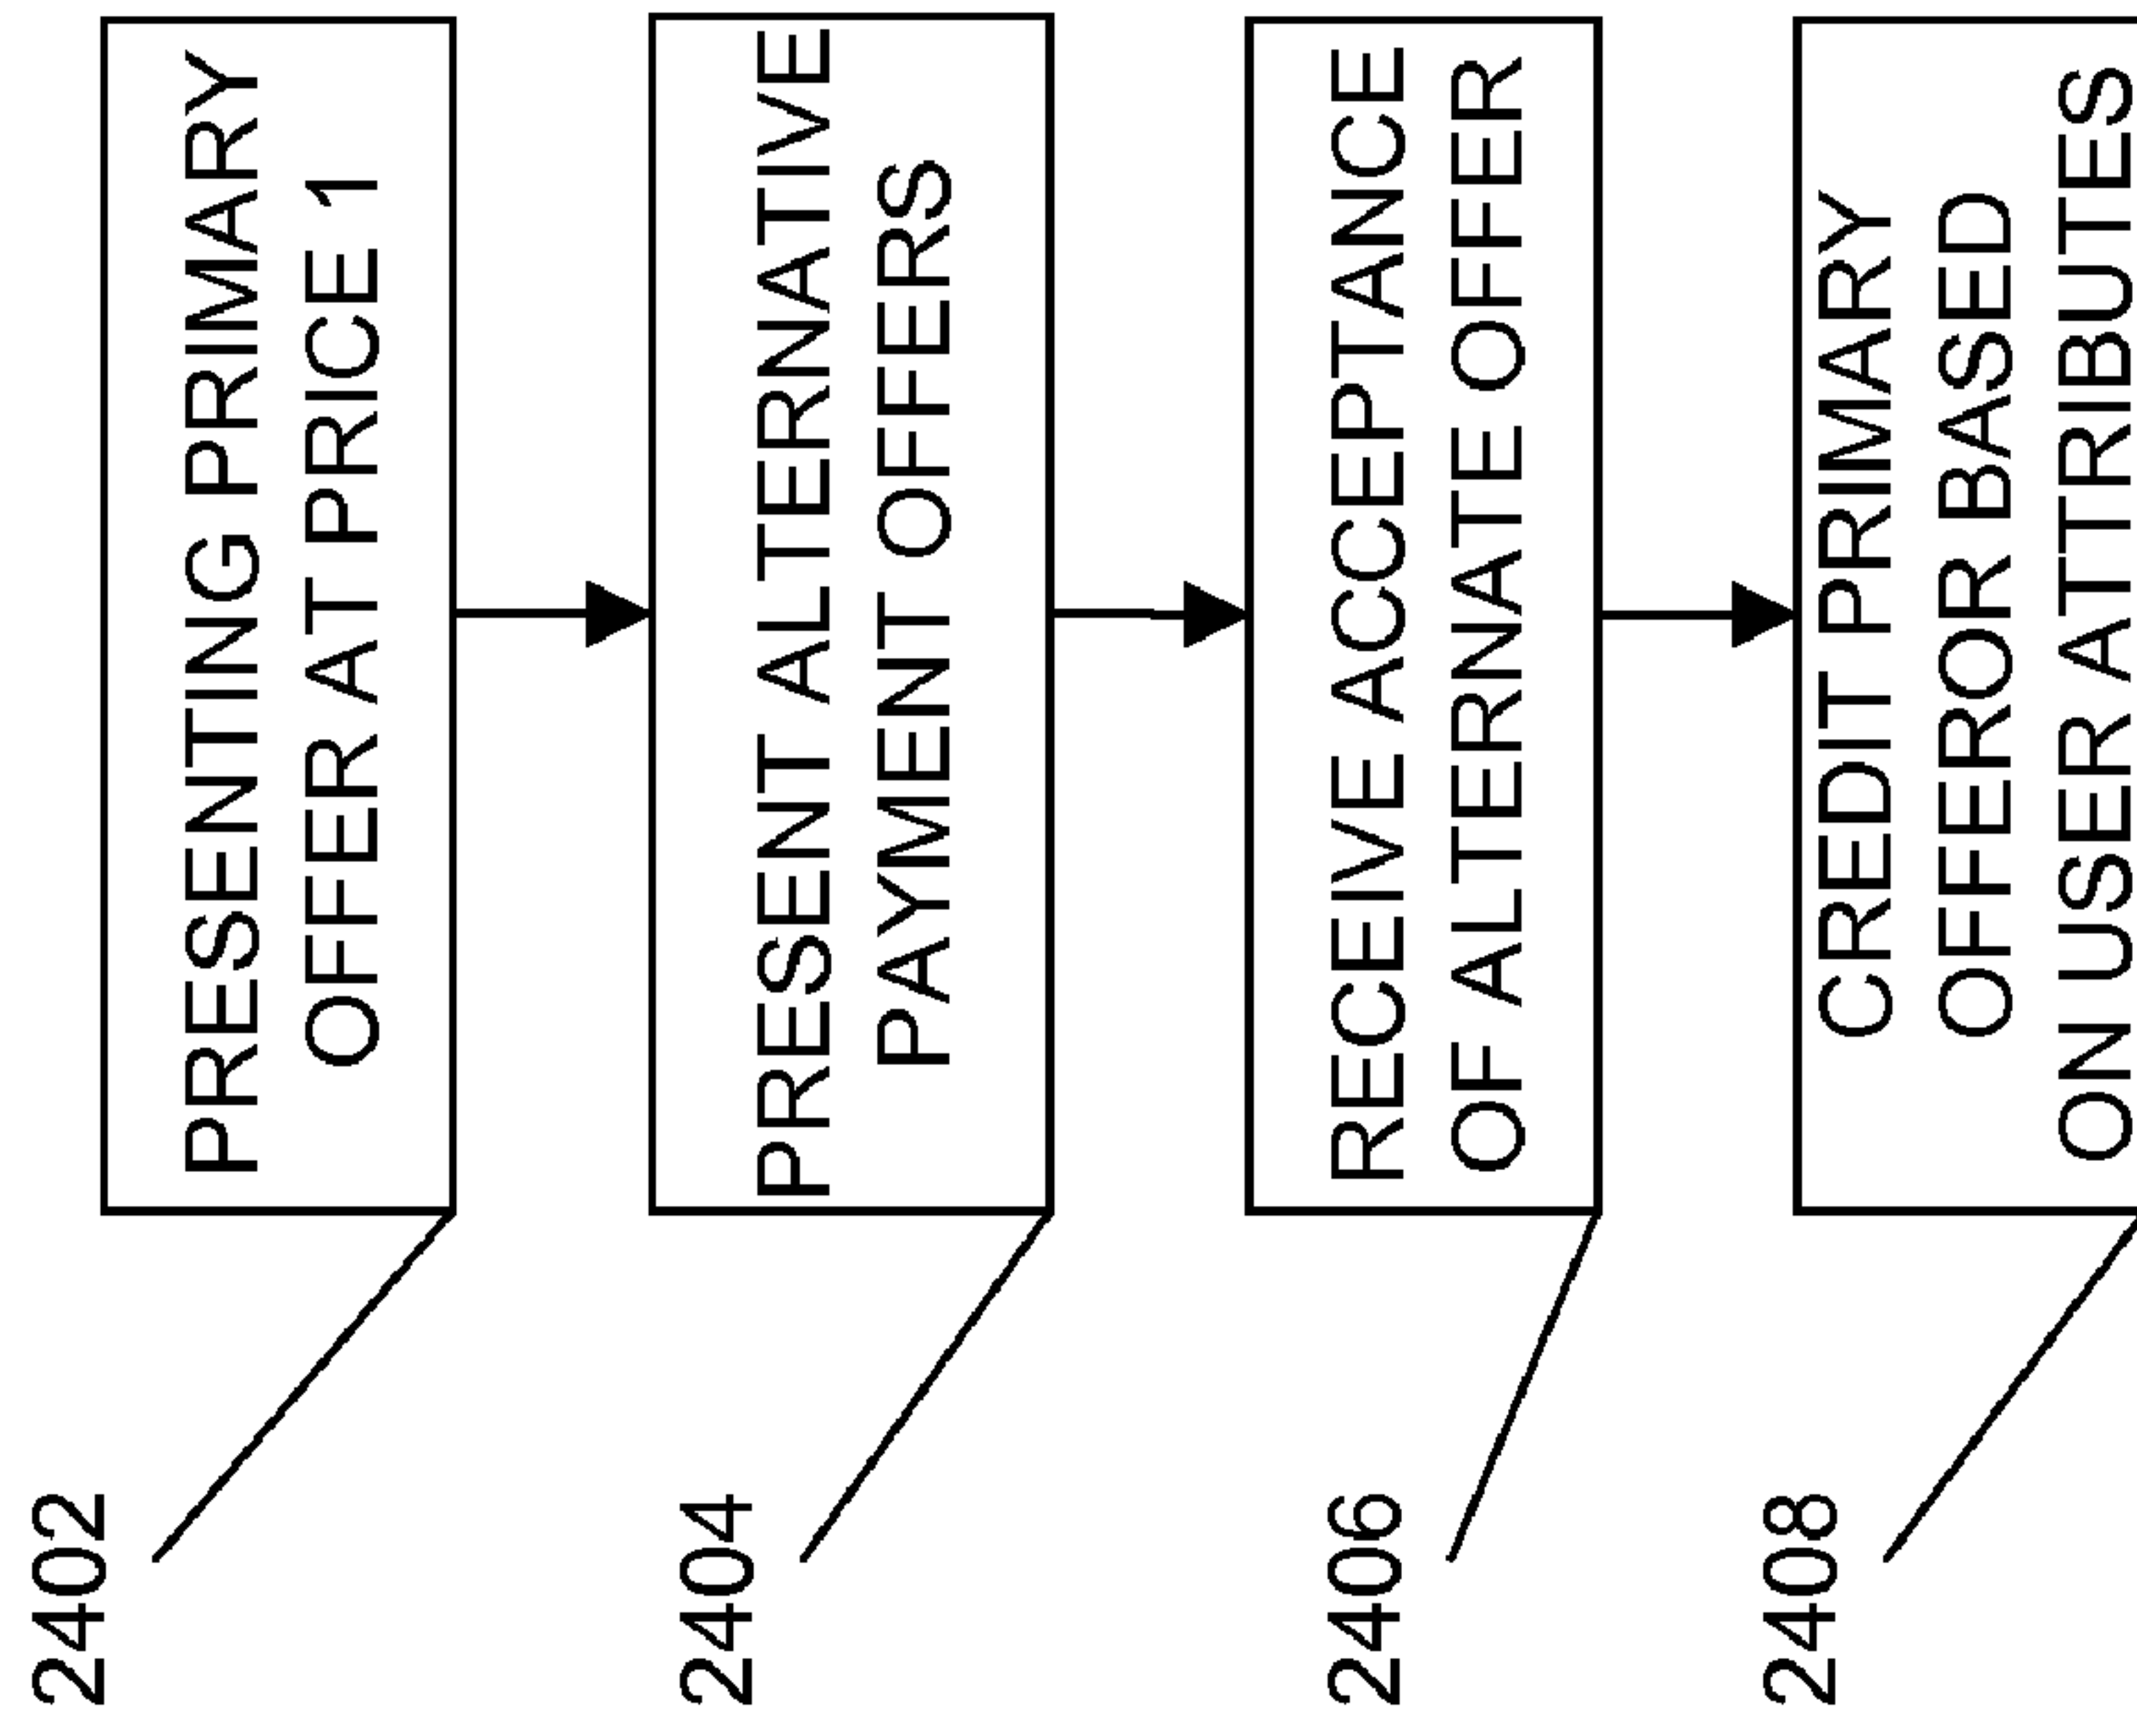 2402
PRESENTING PRIMARY
OFFER AT PRICE 1
2404
PRESENT ALTERNATIVE
PAYMENT OFFERS
2406
RECEIVE ACCEPTANCE
OF ALTERNATE OFFER
2408
CREDIT PRIMARY
OFFEROR BASED
ON USER ATTRIBUTES